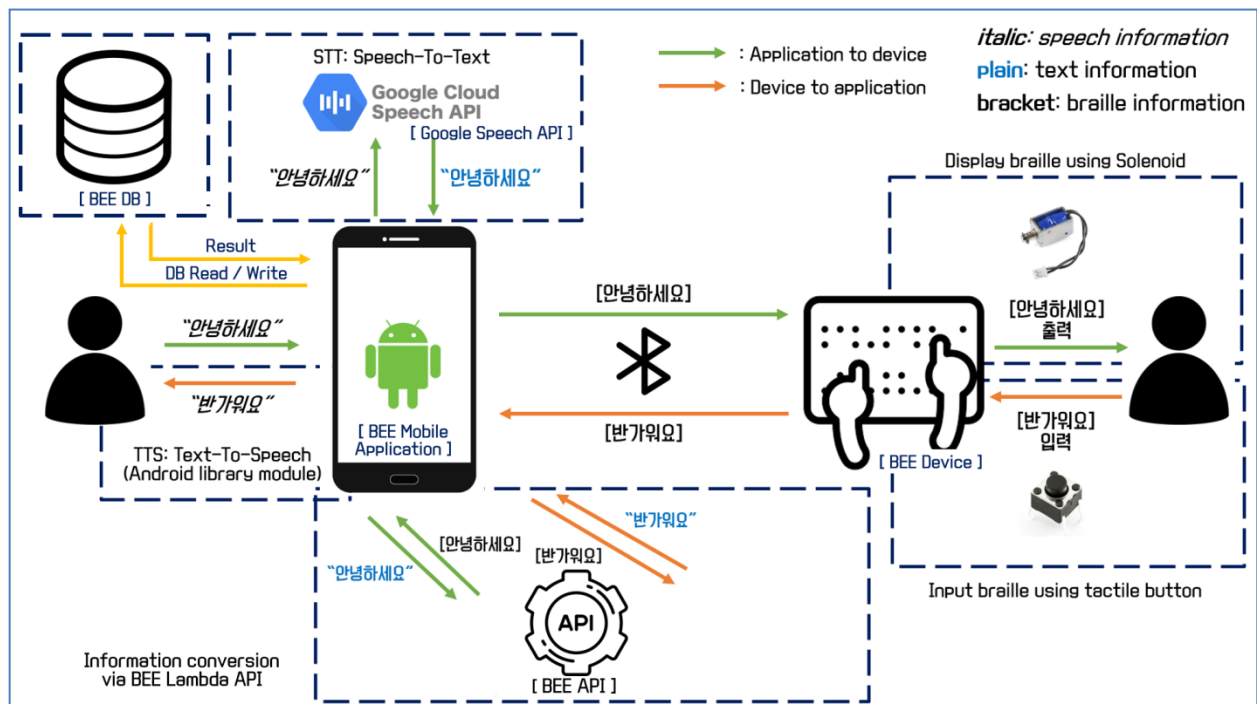 STT: Speech-To-Text
Google Cloud
Speech API
[ Google Speech API ]
“안녕하세요”
“안녕하세요”
: Application to device
: Device to application
italic: speech information
plain: text information
bracket: braille information
[ BEE DB ]
Result
DB Read / Write
“안녕하세요”
“반가워요”
TTS: Text-To-Speech
(Android library module)
[ BEE Mobile
Application ]
[안녕하세요]
[반가워요]
Display braille using Solenoid
[안녕하세요]
출력
[반가워요]
입력
[ BEE Device ]
Input braille using tactile button
“안녕하세요”
[안녕하세요]
[반가워요]
“반가워요”
API
[ BEE API ]
Information conversion
via BEE Lambda API